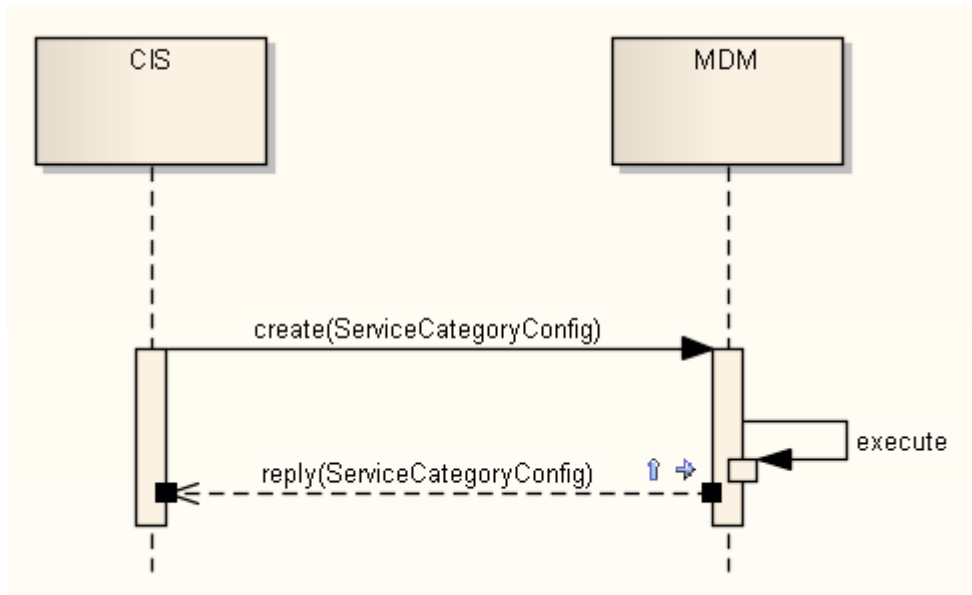 CIS
MDM
create(ServiceCategoryConfig)
execute
reply(ServiceCategoryConfig)